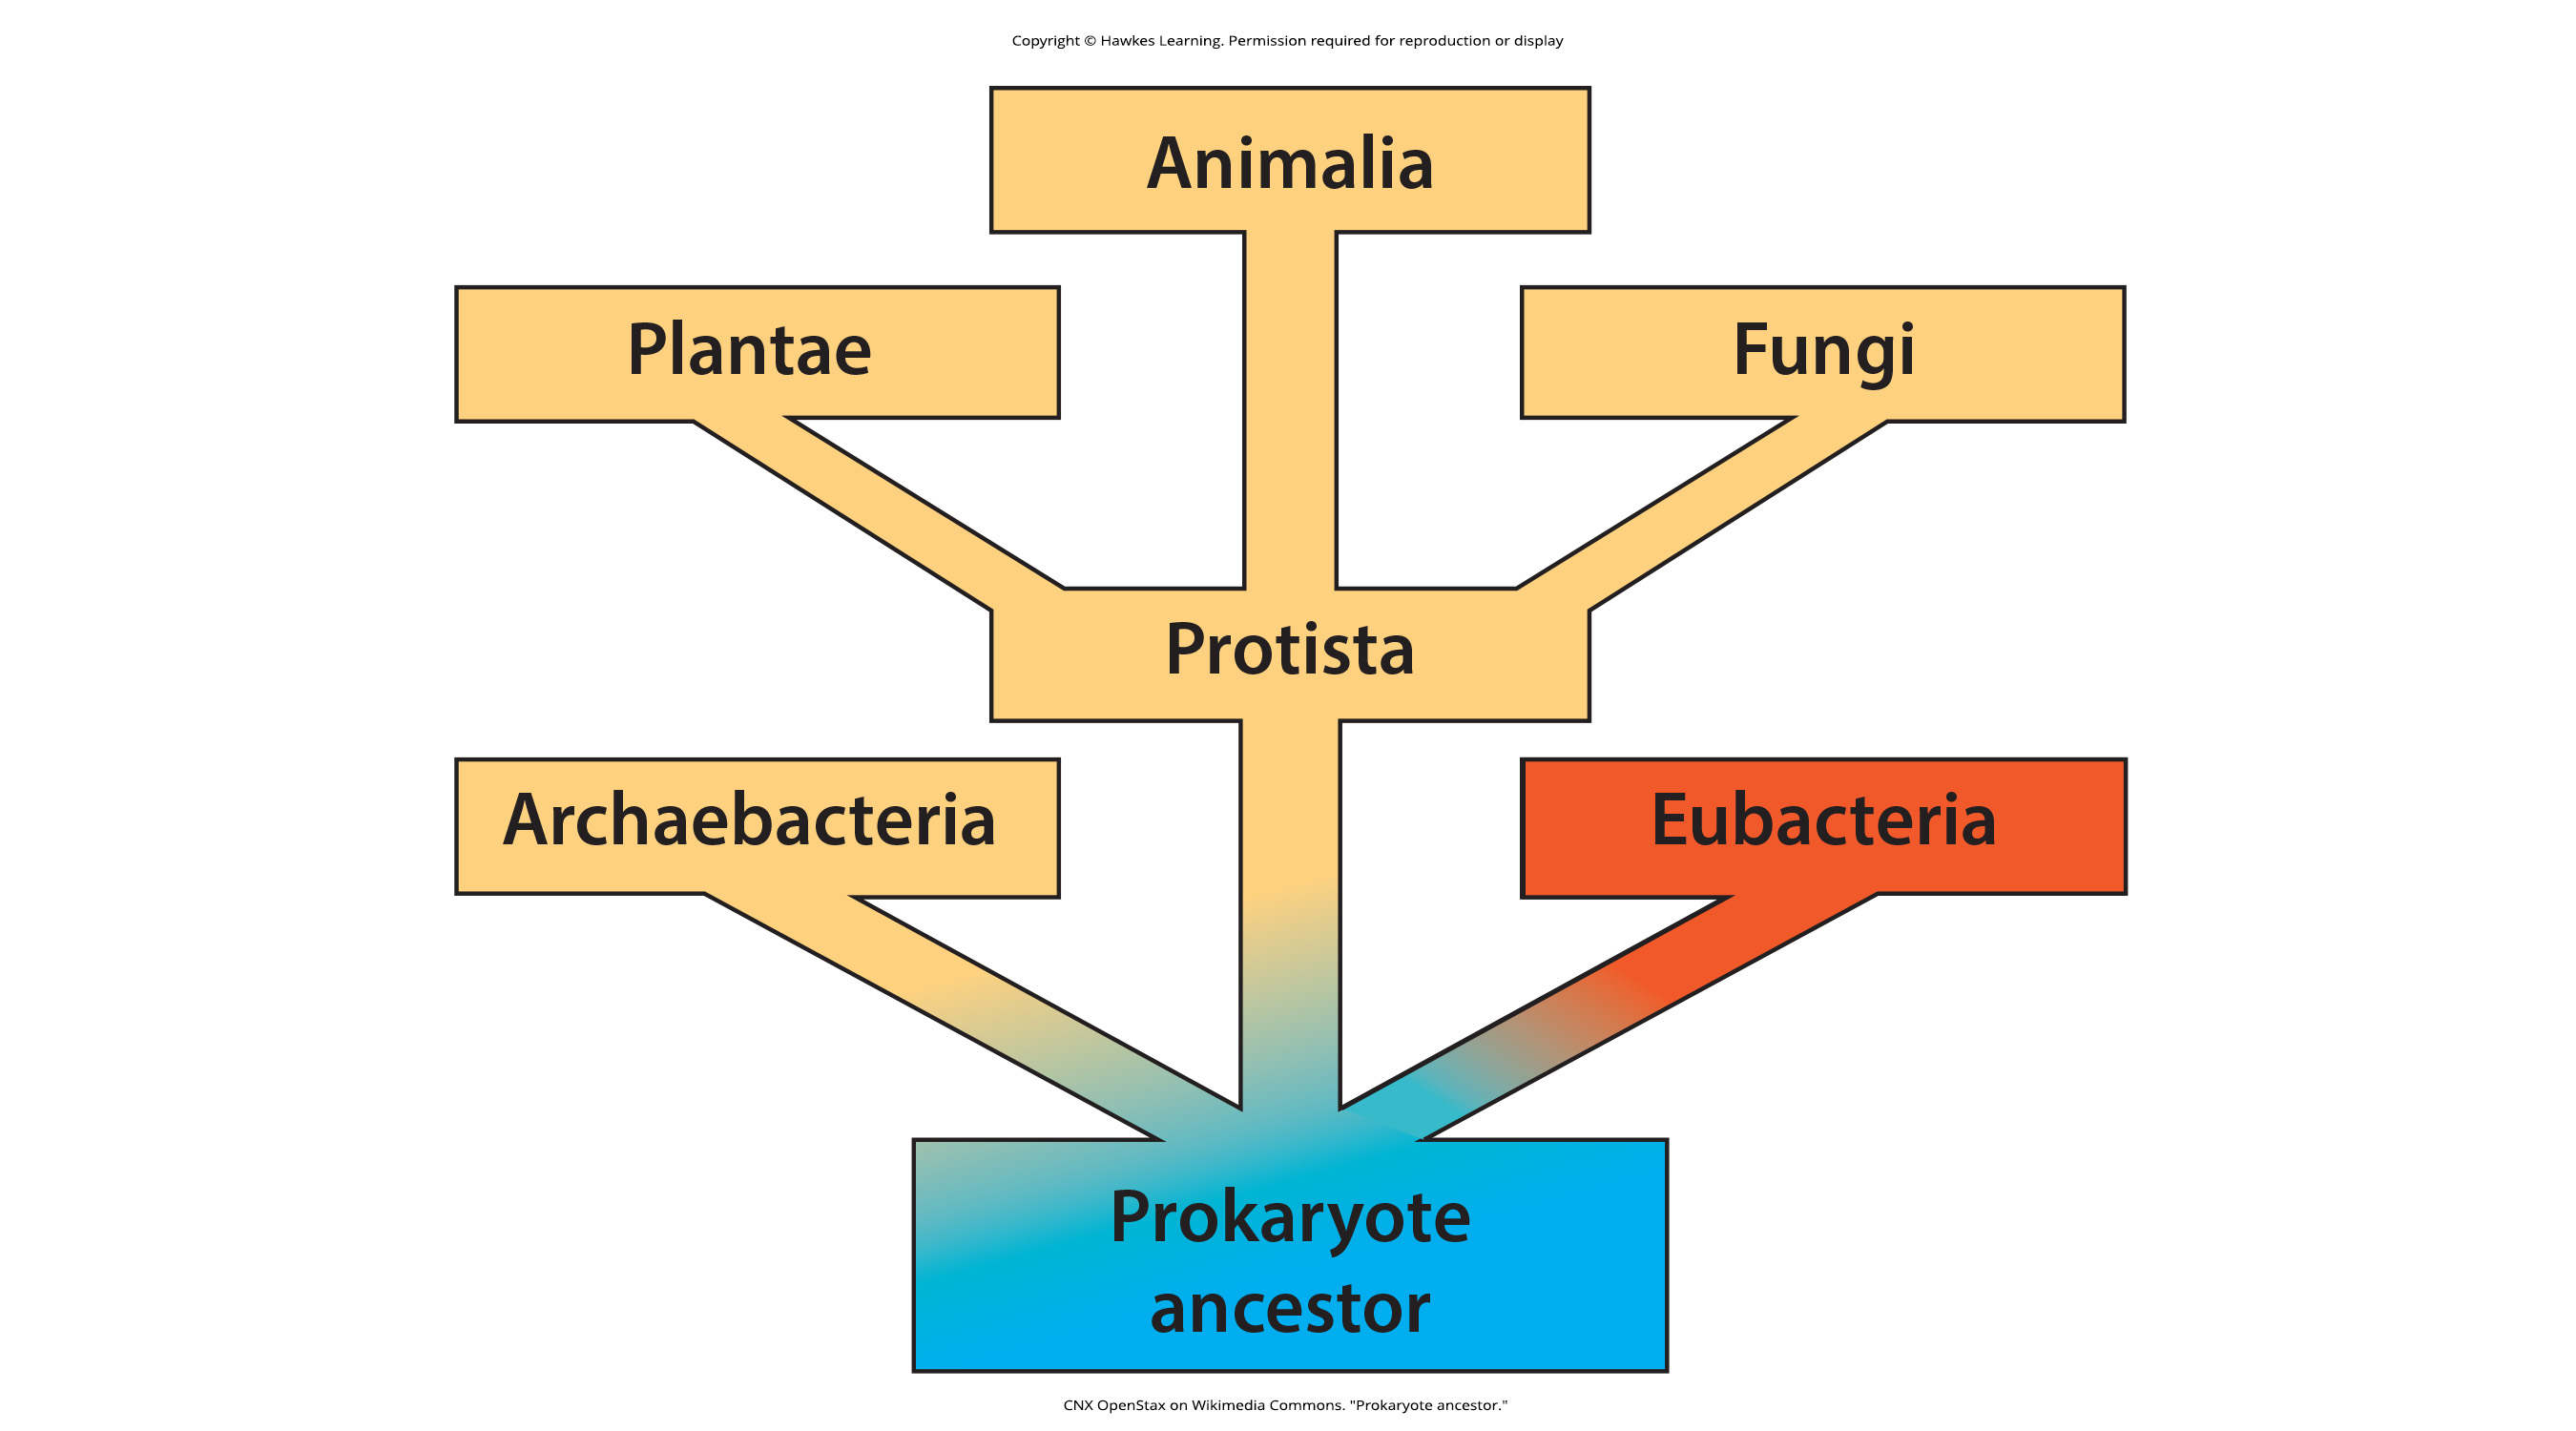 Copyright © Hawkes Learning. Permission required for reproduction or display
Animalia
Plantae
Fungi
Protista
Archaebacteria
Eubacteria
Prokaryote
ancestor
CNX OpenStax on Wikimedia Commons. "Prokaryote ancestor."